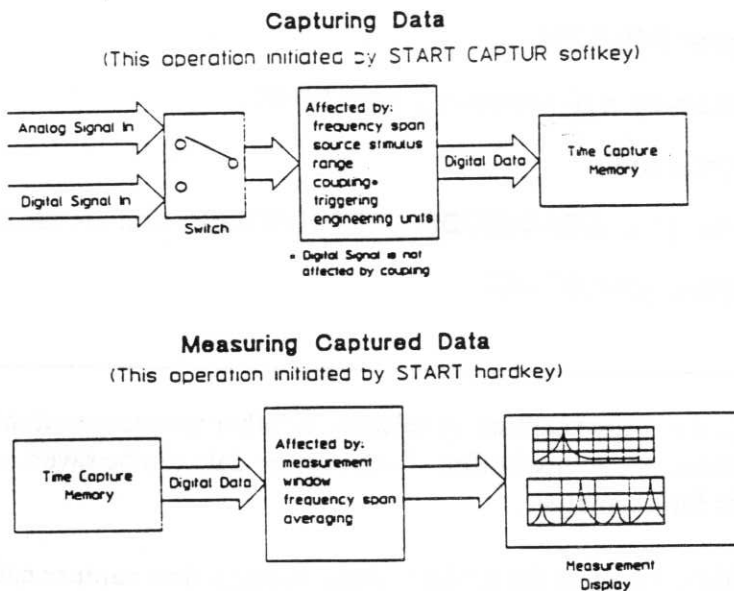 Capturing Data
(This operation initiated by START CAPTUR softkey)
Analog Signal In
Digital Signal In
Switch
Affected by:
frequency span
source stimulus
range
coupling*
triggering
engineering units
* Digital Signal is not
affected by coupling
Digital Data
Time Capture
Memory
Measuring Captured Data
(This operation initiated by START hardkey)
Time Capture
Memory
Digital Data
Affected by:
measurement
window
frequency span
averaging
Measurement
Display